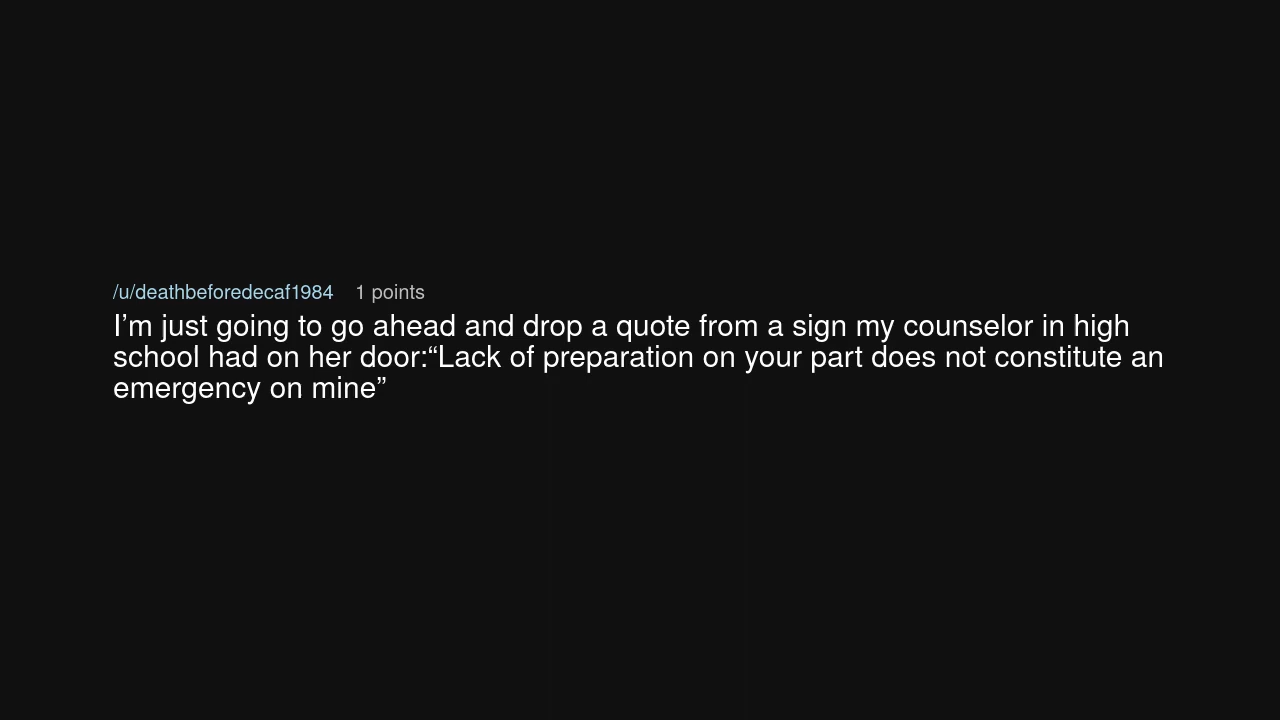 /u/deathbeforedecaf1984 1 points
I’m just going to go ahead and drop a quote from a sign my counselor in high
school had on her door:“Lack of preparation on your part does not constitute an
emergency on mine”